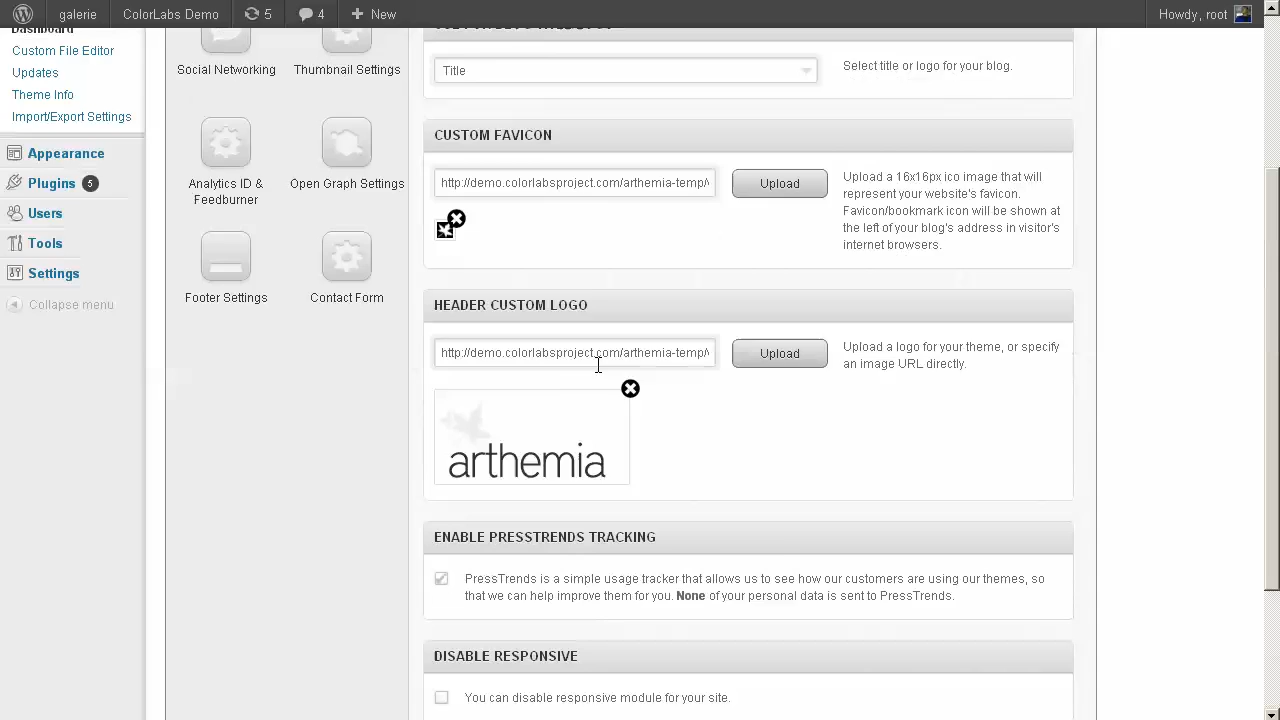 galerie
ColorLabs Demo
5
4
New
Howdy, root
Dashboard
Custom File Editor
Updates
Theme Info
Import/Export Settings
Appearance
Plugins 5
Users
Tools
Settings
Collapse menu
Social Networking
Thumbnail Settings
Analytics ID &
Feedburner
Open Graph Settings
Footer Settings
Contact Form
Title
Select title or logo for your blog.
CUSTOM FAVICON
http://demo.colorlabsproject.com/arthemia-temp/
Upload
Upload a 16x16px ico image that will
represent your website's favicon.
Favicon/bookmark icon will be shown at
the left of your blog's address in visitor's
internet browsers.
HEADER CUSTOM LOGO
http://demo.colorlabsproject.com/arthemia-temp/
Upload
Upload a logo for your theme, or specify
an image URL directly.
arthemia
ENABLE PRESSTRENDS TRACKING
PressTrends is a simple usage tracker that allows us to see how our customers are using our themes, so
that we can help improve them for you. None of your personal data is sent to PressTrends.
DISABLE RESPONSIVE
You can disable responsive module for your site.